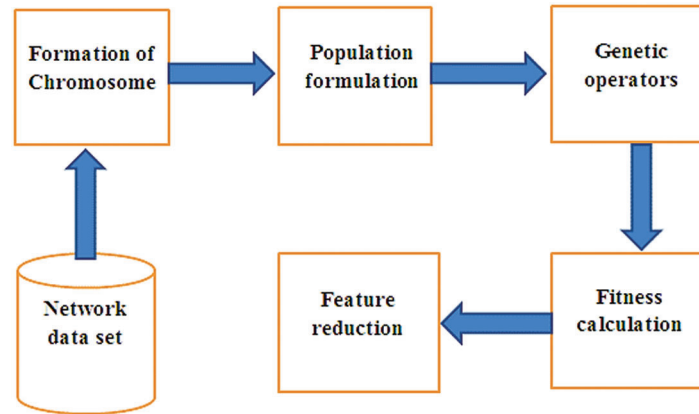 Formation of
Chromosome
Population
formulation
Genetic
operators
Network
data set
Feature
reduction
Fitness
calculation